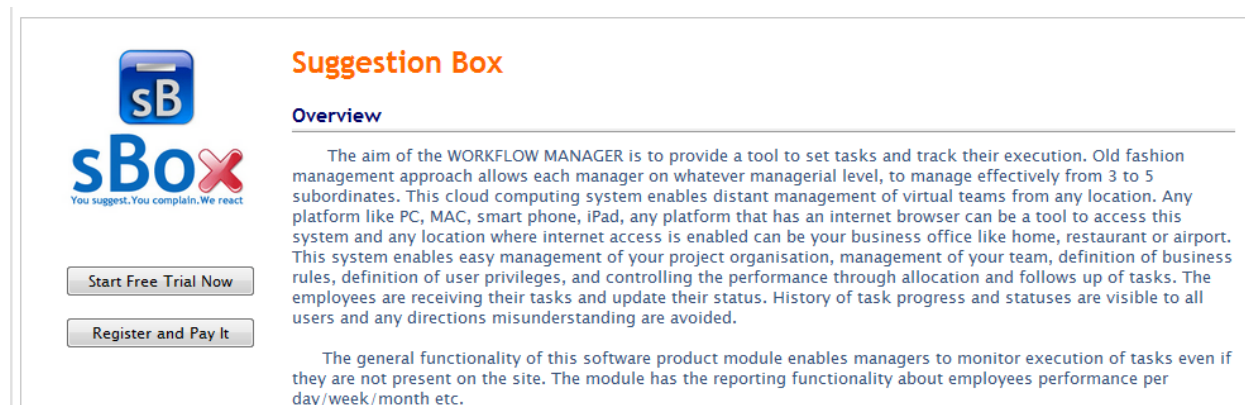 sB
sBox
You suggest.You complain.We react
Start Free Trial Now
Register and Pay It
Suggestion Box
Overview
The aim of the WORKFLOW MANAGER is to provide a tool to set tasks and track their execution. Old fashion
management approach allows each manager on whatever managerial level, to manage effectively from 3 to 5
subordinates. This cloud computing system enables distant management of virtual teams from any location. Any
platform like PC, MAC, smart phone, iPad, any platform that has an internet browser can be a tool to access this
system and any location where internet access is enabled can be your business office like home, restaurant or airport.
This system enables easy management of your project organisation, management of your team, definition of business
rules, definition of user privileges, and controlling the performance through allocation and follows up of tasks. The
employees are receiving their tasks and update their status. History of task progress and statuses are visible to all
users and any directions misunderstanding are avoided.
The general functionality of this software product module enables managers to monitor execution of tasks even if
they are not present on the site. The module has the reporting functionality about employees performance per
day/week/month etc.